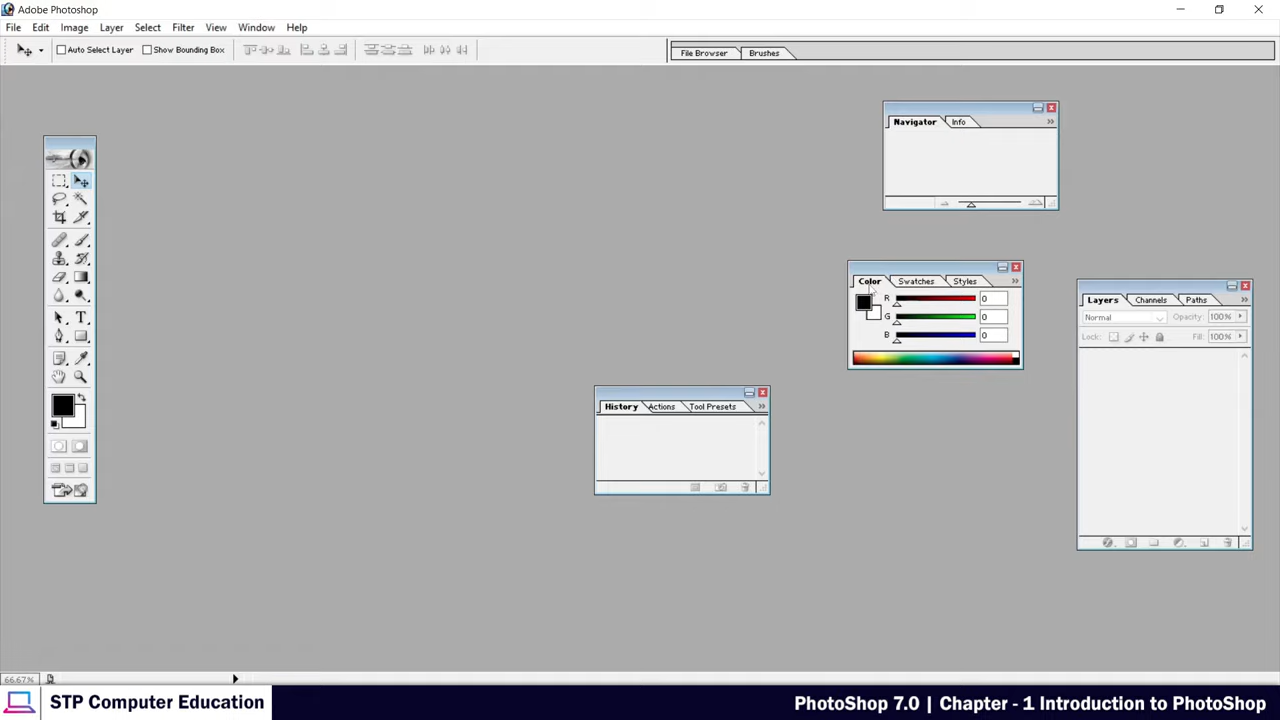 Adobe Photoshop
File Edit Image Layer Select Filter View Window Help
Auto Select Layer Show Bounding Box File Browser Brushes
Navigator Info
Color Swatches Styles
R 0
G 0
B 0
Layers Channels Paths
Normal Opacity: 100%
Lock: Fill: 100%
History Actions Tool Presets
T
66.67%
STP Computer Education
PhotoShop 7.0 | Chapter - 1 Introduction to PhotoShop